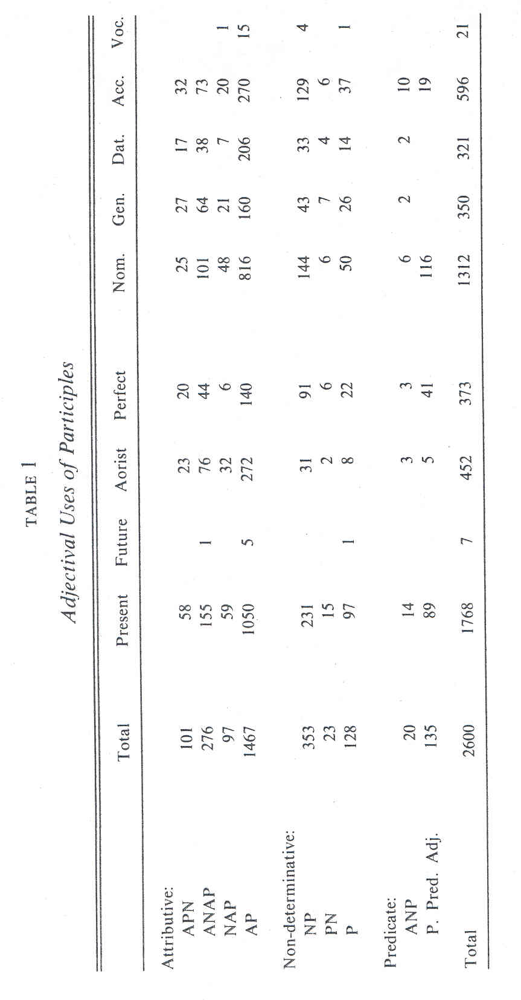 TABLE 1
Adjectival Uses of Participles
Total Present Future Aorist Perfect Nom. Gen. Dat. Acc. Voc.
Attributive:
APN 101 58 23 20 25 27 17 32
ANAP 276 155 1 76 44 101 64 38 73
NAP 97 59 32 6 48 21 7 20 1
AP 1467 1050 5 272 140 816 160 206 270 15
Non-determinative:
NP 353 231 31 91 144 43 33 129 4
PN 23 15 2 6 6 7 4 6
P 128 97 1 8 22 50 26 14 37 1
Predicate:
ANP 20 14 3 3 6 2 2 10
P. Pred. Adj. 135 89 5 41 116 19
Total 2600 1768 7 452 373 1312 350 321 596 21